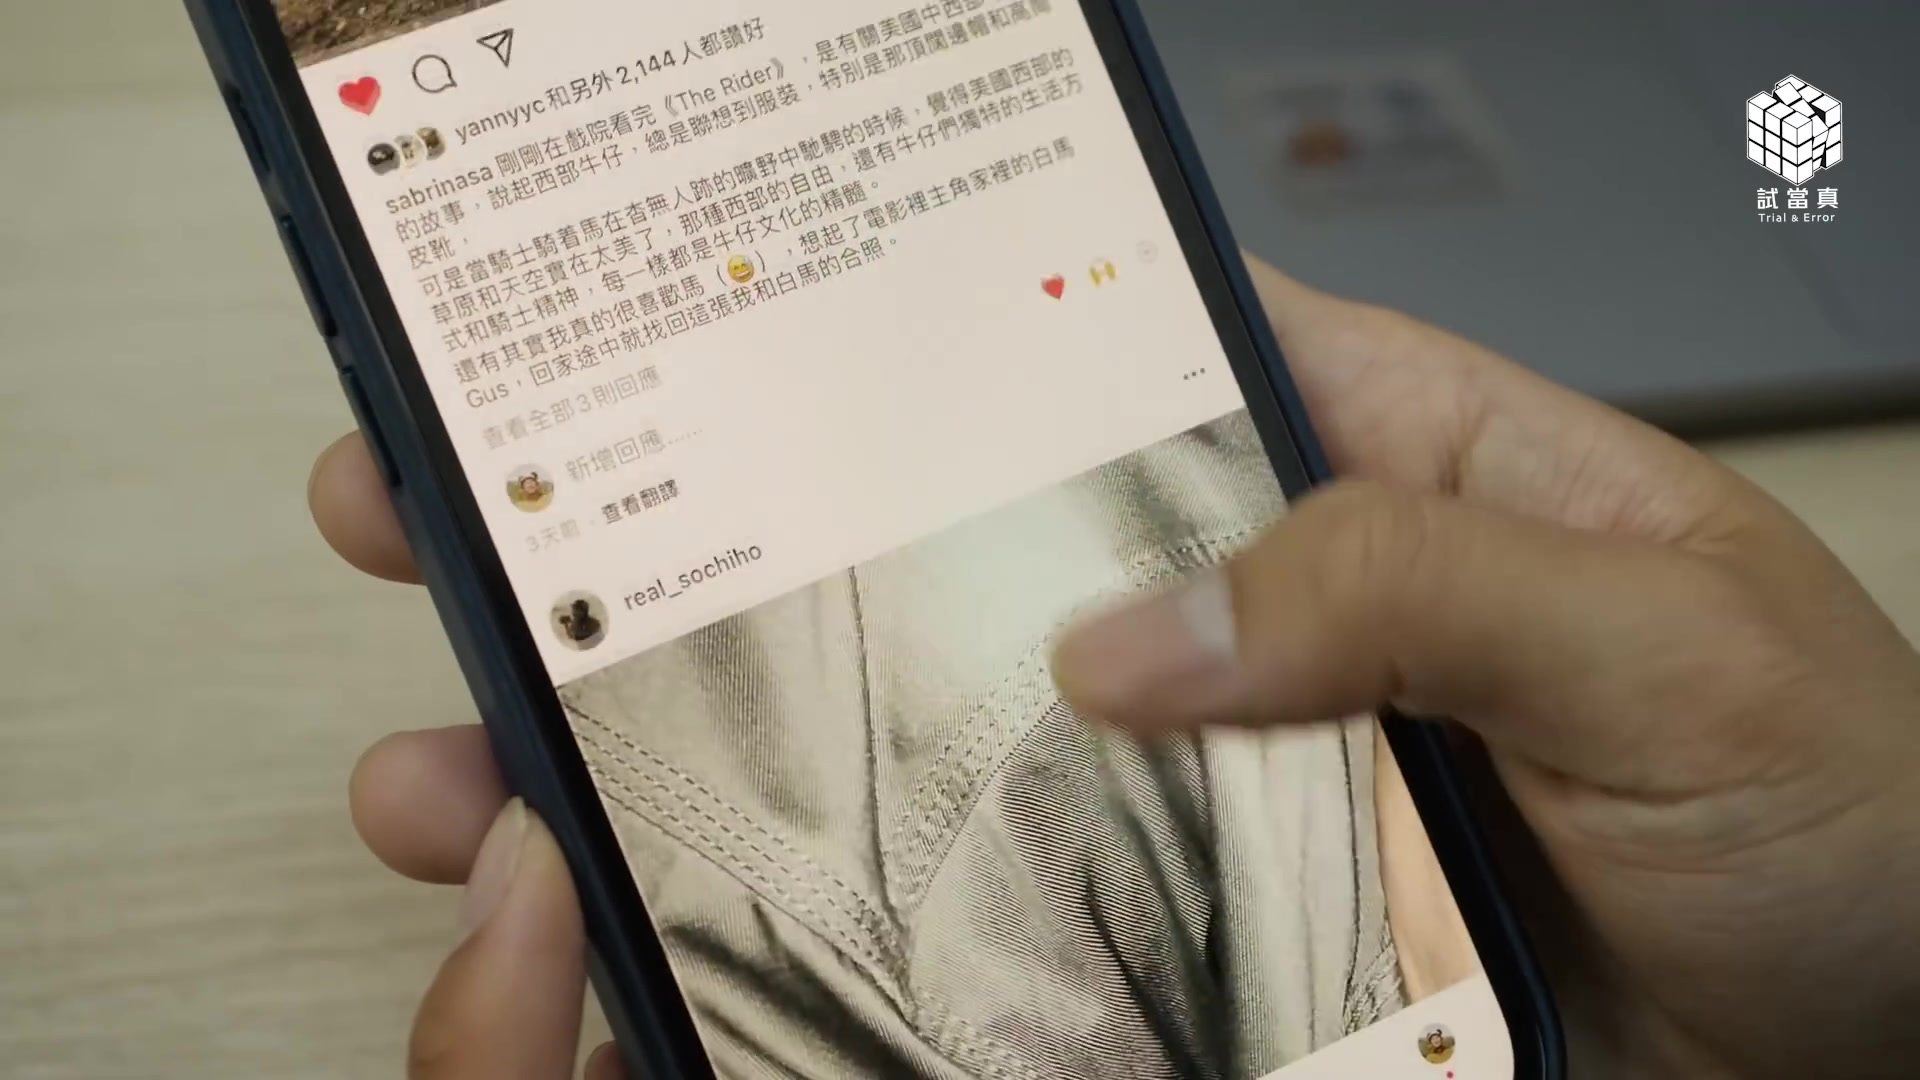 yannyyc和另外2,144人都讚好
sabrinasa 剛剛在戲院看完《The Rider》，是有關美國中西部
的故事，說起西部牛仔，總是聯想到服裝，特別是那頂闊邊帽和高筒
皮靴，
可是當騎士騎着馬在杳無人跡的曠野中馳騁的時候，覺得美國西部的
草原和天空實在太美了，那種西部的自由，還有牛仔們獨特的生活方
式和騎士精神，每一樣都是牛仔文化的精髓。
還有其實我真的很喜歡馬（😄），想起了電影裡主角家裡的白馬
Gus，回家途中就找回這張我和白馬的合照。
查看全部3則回應
新增回應......
3天前 · 查看翻譯
real_sochiho
試當真
Trial & Error